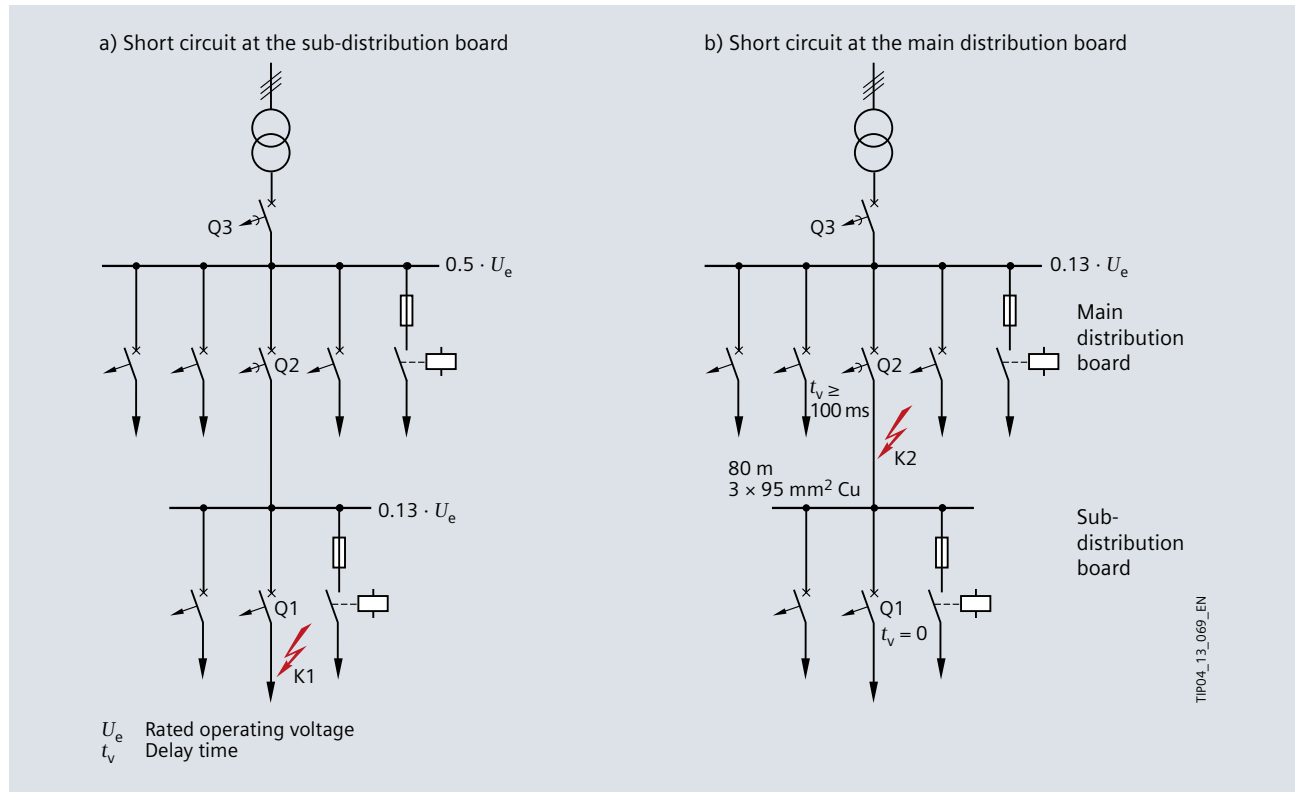 a) Short circuit at the sub-distribution board
Q3
0.5 · Ue
Q2
0.13 · Ue
Q1
K1
Ue Rated operating voltage
tv Delay time
b) Short circuit at the main distribution board
Q3
0.13 · Ue
Main
distribution
board
Q2
tv ≥
100 ms
K2
80 m
3 × 95 mm² Cu
Sub-
distribution
board
Q1
tv = 0
TIP04_13_069_EN